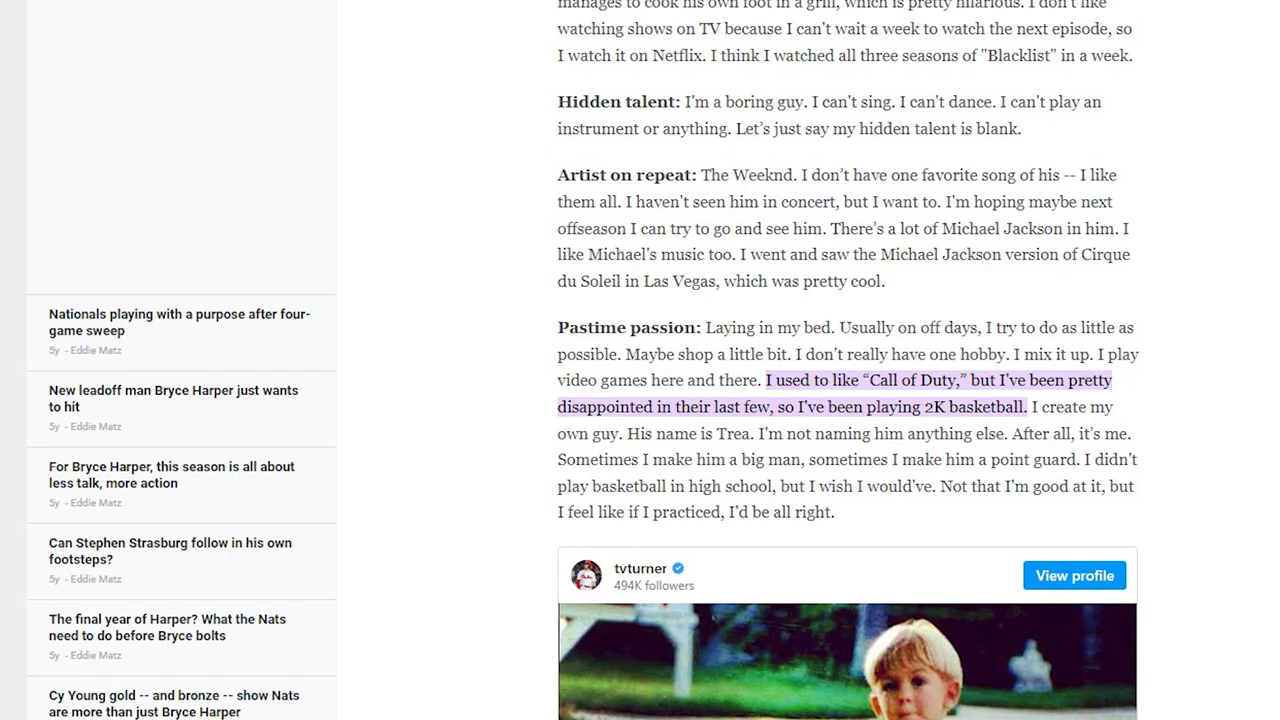 manages to cook his own foot in a grill, which is pretty hilarious. I don't like
watching shows on TV because I can't wait a week to watch the next episode, so
I watch it on Netflix. I think I watched all three seasons of "Blacklist" in a week.
Hidden talent: I'm a boring guy. I can't sing. I can't dance. I can't play an
instrument or anything. Let’s just say my hidden talent is blank.
Artist on repeat: The Weeknd. I don’t have one favorite song of his -- I like
them all. I haven't seen him in concert, but I want to. I'm hoping maybe next
offseason I can try to go and see him. There’s a lot of Michael Jackson in him. I
like Michael's music too. I went and saw the Michael Jackson version of Cirque
du Soleil in Las Vegas, which was pretty cool.
Pastime passion: Laying in my bed. Usually on off days, I try to do as little as
possible. Maybe shop a little bit. I don't really have one hobby. I mix it up. I play
video games here and there. I used to like “Call of Duty,” but I've been pretty
disappointed in their last few, so I've been playing 2K basketball. I create my
own guy. His name is Trea. I'm not naming him anything else. After all, it’s me.
Sometimes I make him a big man, sometimes I make him a point guard. I didn't
play basketball in high school, but I wish I would've. Not that I'm good at it, but
I feel like if I practiced, I'd be all right.
tvturner
494K followers
View profile
Nationals playing with a purpose after four-
game sweep
5y - Eddie Matz
New leadoff man Bryce Harper just wants
to hit
5y - Eddie Matz
For Bryce Harper, this season is all about
less talk, more action
5y - Eddie Matz
Can Stephen Strasburg follow in his own
footsteps?
5y - Eddie Matz
The final year of Harper? What the Nats
need to do before Bryce bolts
5y - Eddie Matz
Cy Young gold -- and bronze -- show Nats
are more than just Bryce Harper